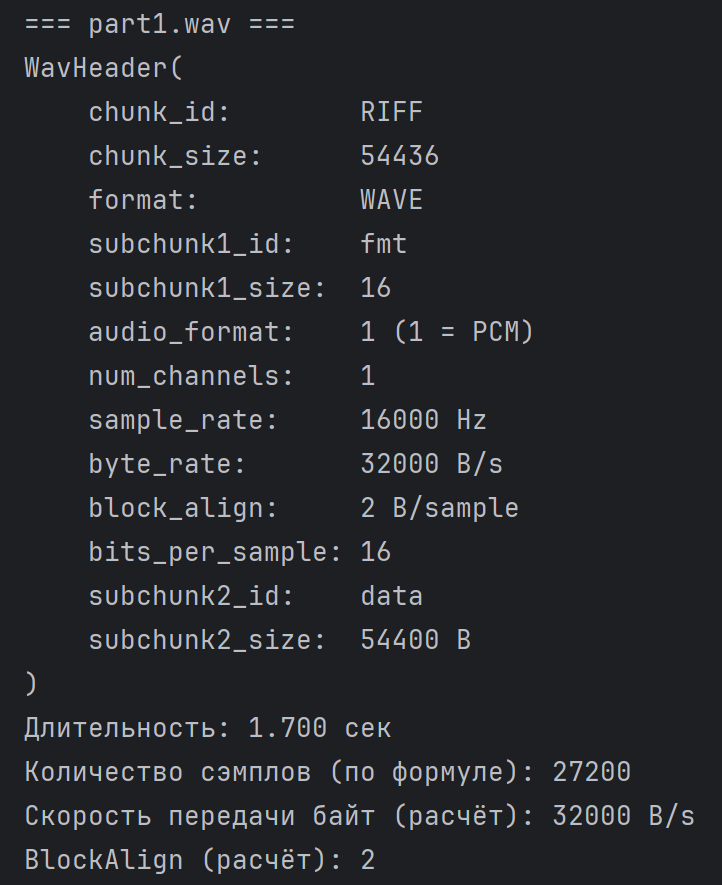 === part1.wav ===
WavHeader(
    chunk_id:        RIFF
    chunk_size:      54436
    format:          WAVE
    subchunk1_id:    fmt
    subchunk1_size:  16
    audio_format:    1 (1 = PCM)
    num_channels:    1
    sample_rate:     16000 Hz
    byte_rate:       32000 B/s
    block_align:     2 B/sample
    bits_per_sample: 16
    subchunk2_id:    data
    subchunk2_size:  54400 B
)
Длительность: 1.700 сек
Количество сэмплов (по формуле): 27200
Скорость передачи байт (расчёт): 32000 B/s
BlockAlign (расчёт): 2